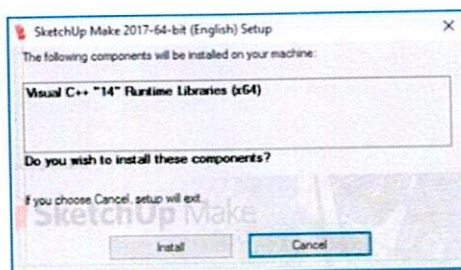 SketchUp Make 2017-64-bit (English) Setup
The following components will be installed on your machine:
Visual C++ "14" Runtime Libraries (x64)
Do you wish to install these components?
If you choose Cancel, setup will exit.
SketchUp Make
Install
Cancel